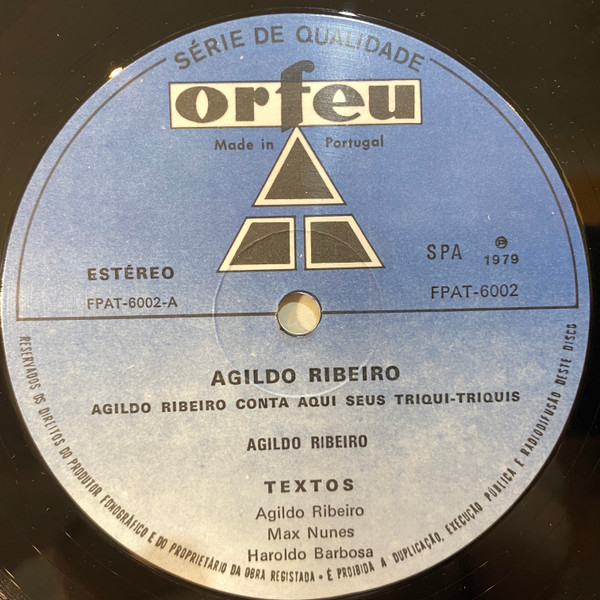 SÉRIE DE QUALIDADE
orfeu
Made in Portugal
ESTÉREO
FPAT-6002-A
SPA ℗ 1979
FPAT-6002
AGILDO RIBEIRO
AGILDO RIBEIRO CONTA AQUI SEUS TRIQUI-TRIQUIS
AGILDO RIBEIRO
TEXTOS
Agildo Ribeiro
Max Nunes
Haroldo Barbosa
RESERVADOS OS DIREITOS DO PRODUTOR FONOGRÁFICO E DO PROPRIETÁRIO DA OBRA REGISTADA • É PROIBIDA A DUPLICAÇÃO, EXECUÇÃO PÚBLICA E RADIODIFUSÃO DESTE DISCO